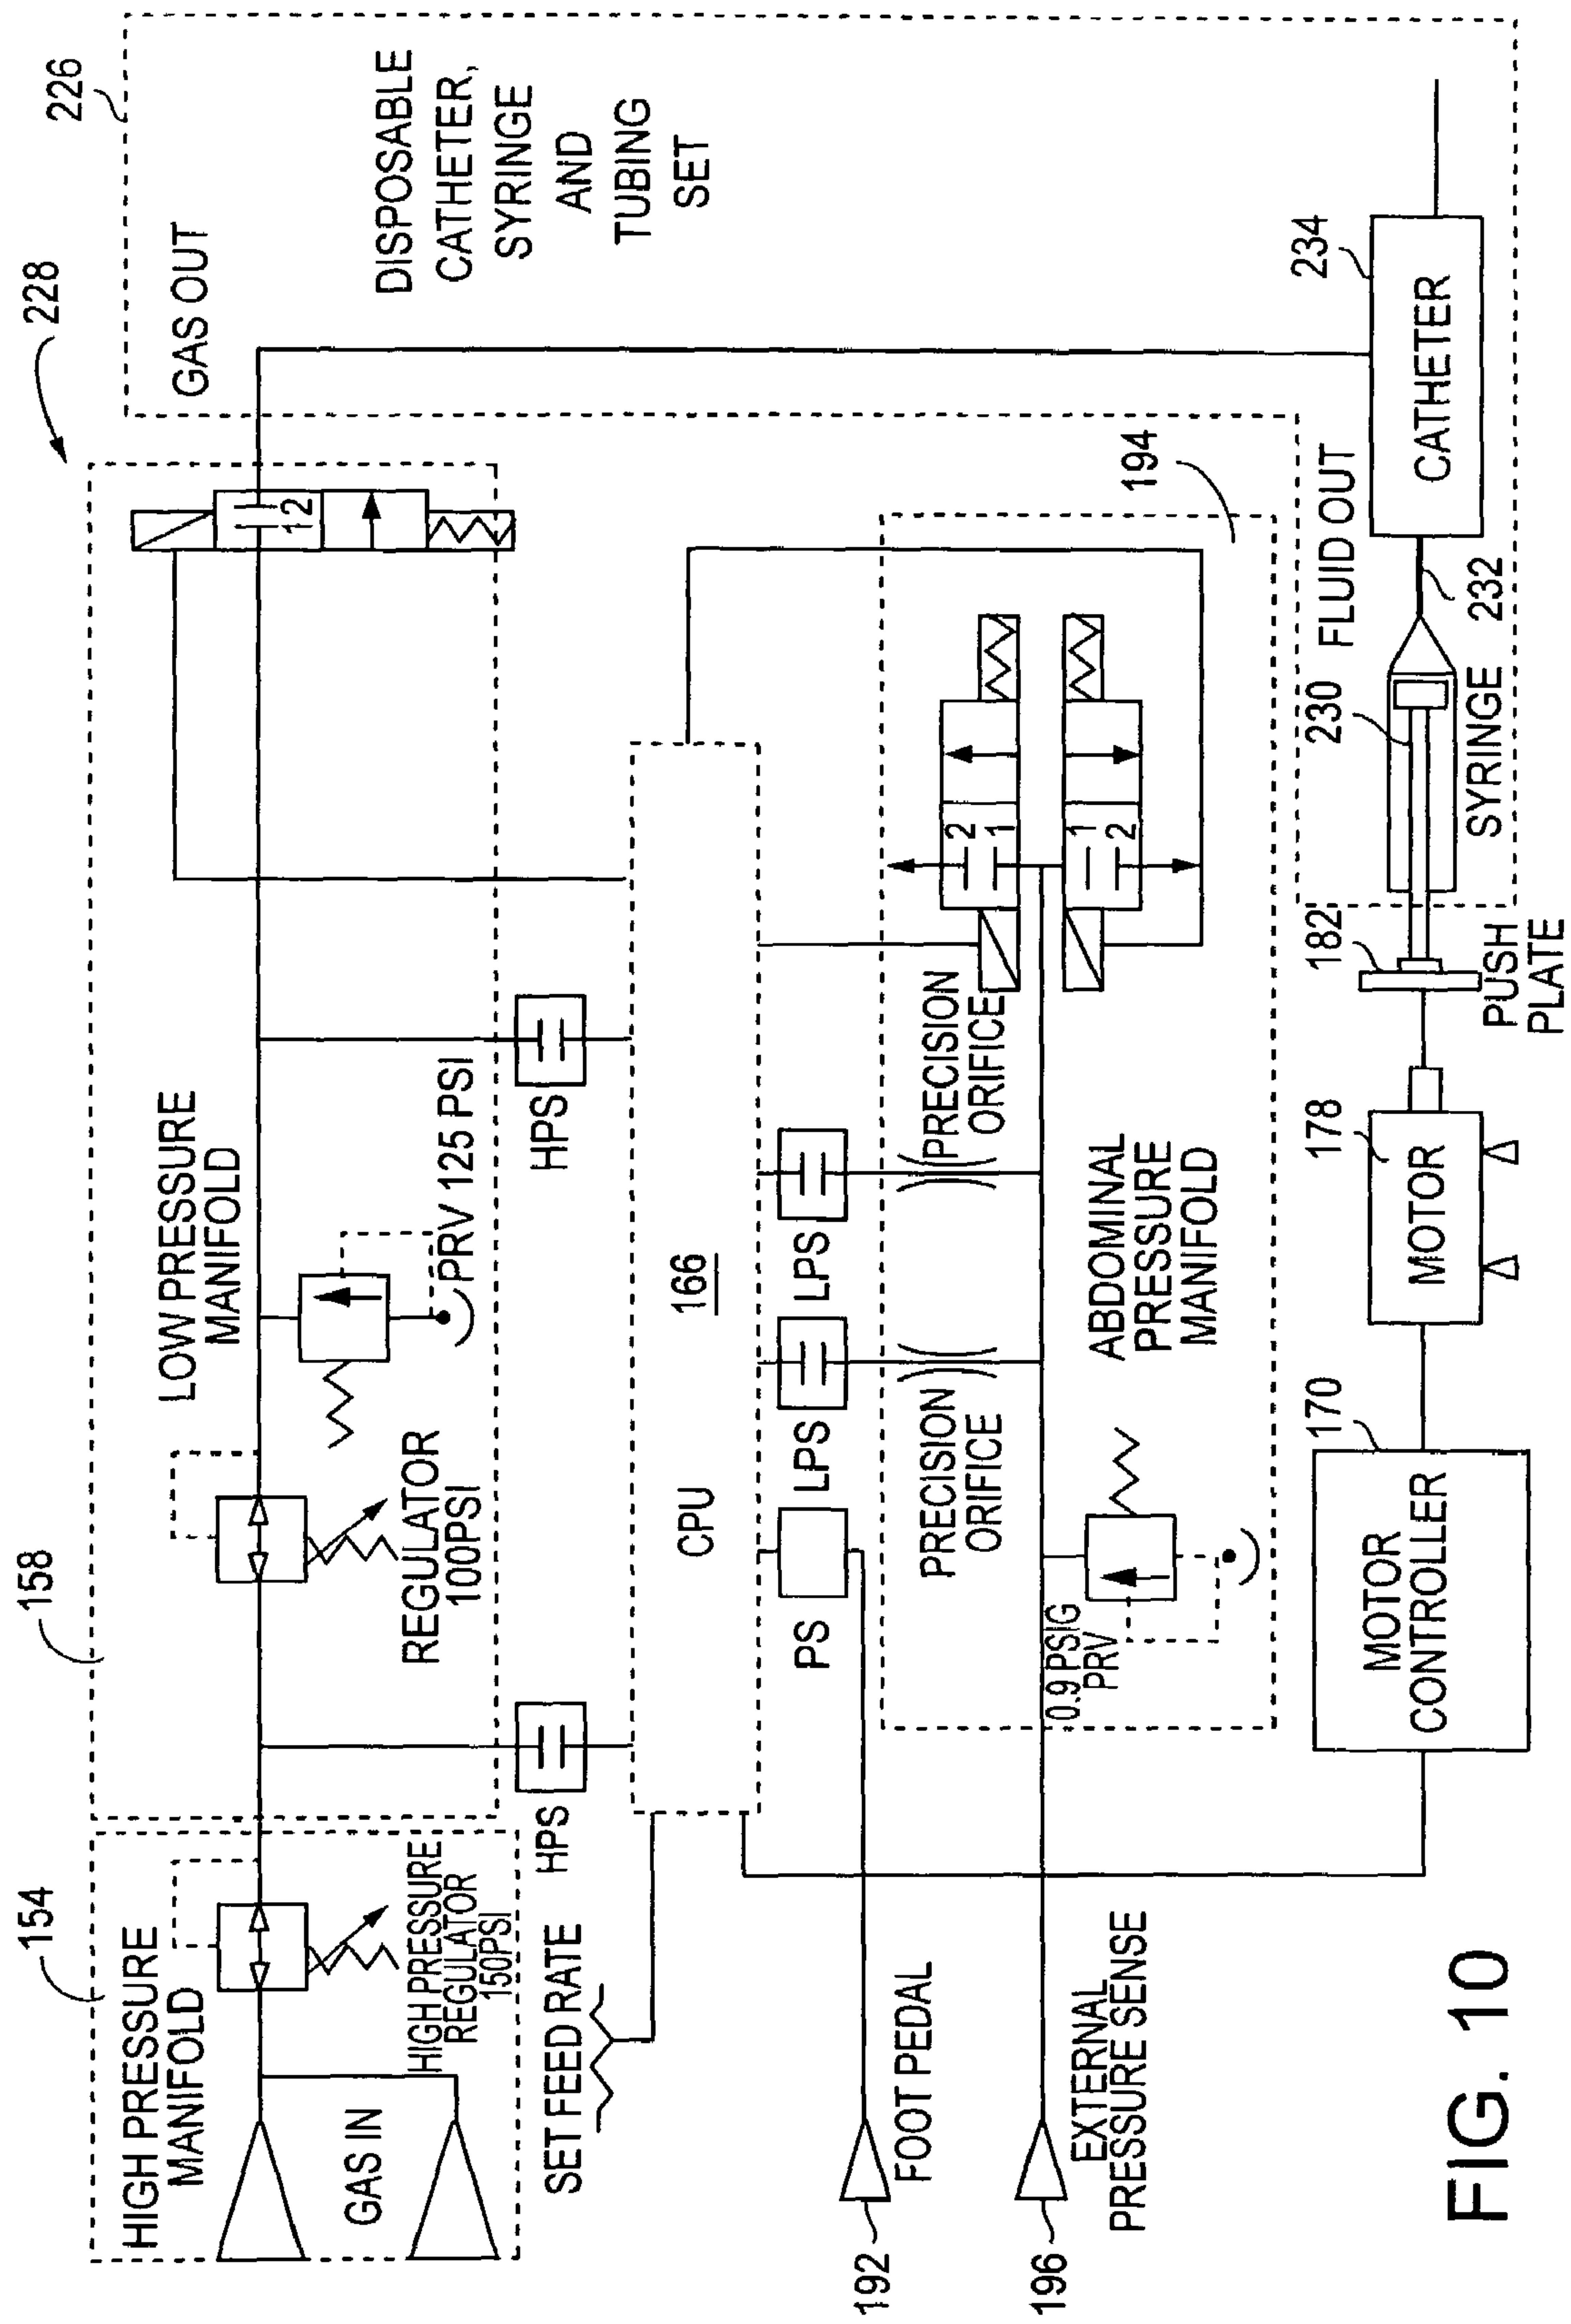 226
228
DISPOSABLE
CATHETER,
SYRINGE
AND
TUBING
SET
GAS OUT
158
154
HIGH PRESSURE
MANIFOLD
GAS IN
HIGH PRESSURE
REGULATOR
150PSI
LOW PRESSURE
MANIFOLD
REGULATOR
100PSI
PRV 125 PSI
1 2
HPS
HPS
SET FEED RATE
CPU
166
PS
LPS
LPS
194
PRECISION
ORIFICE
PRECISION
ORIFICE
2
1
1
2
0.9 PSIG
PRV
ABDOMINAL
PRESSURE
MANIFOLD
192
FOOT PEDAL
196
EXTERNAL
PRESSURE SENSE
170
MOTOR
CONTROLLER
178
MOTOR
182
PUSH
PLATE
230
SYRINGE
FLUID OUT
232
234
CATHETER
FIG. 10